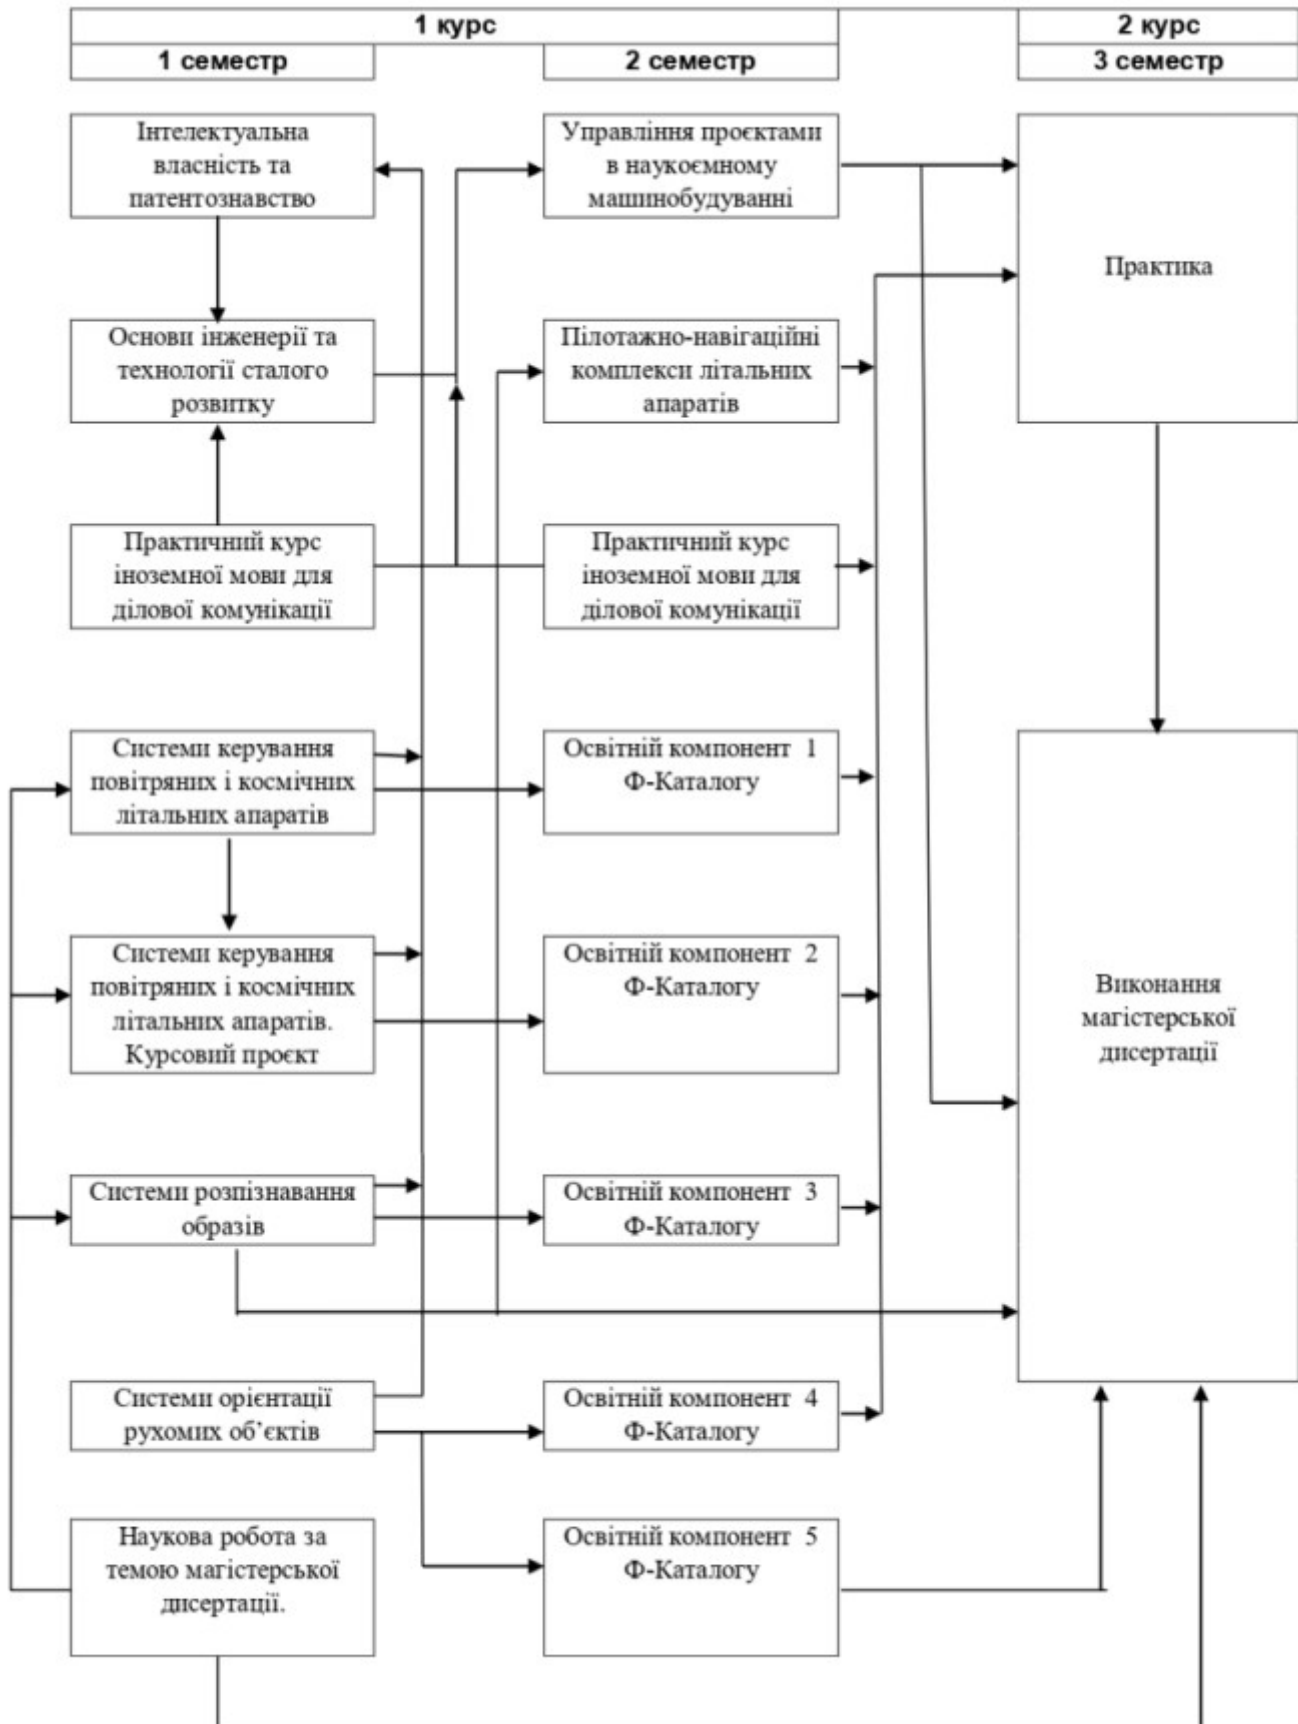 1 курс
2 курс
1 семестр
2 семестр
3 семестр
Інтелектуальна
власність та
патентознавство
Управління проєктами
в наукоємному
машинобудуванні
Практика
Основи інженерії та
технології сталого
розвитку
Пілотажно-навігаційні
комплекси літальних
апаратів
Практичний курс
іноземної мови для
ділової комунікації
Практичний курс
іноземної мови для
ділової комунікації
Системи керування
повітряних і космічних
літальних апаратів
Освітній компонент 1
Ф-Каталогу
Системи керування
повітряних і космічних
літальних апаратів.
Курсовий проєкт
Освітній компонент 2
Ф-Каталогу
Виконання
магістерської
дисертації
Системи розпізнавання
образів
Освітній компонент 3
Ф-Каталогу
Системи орієнтації
рухомих об’єктів
Освітній компонент 4
Ф-Каталогу
Наукова робота за
темою магістерської
дисертації.
Освітній компонент 5
Ф-Каталогу